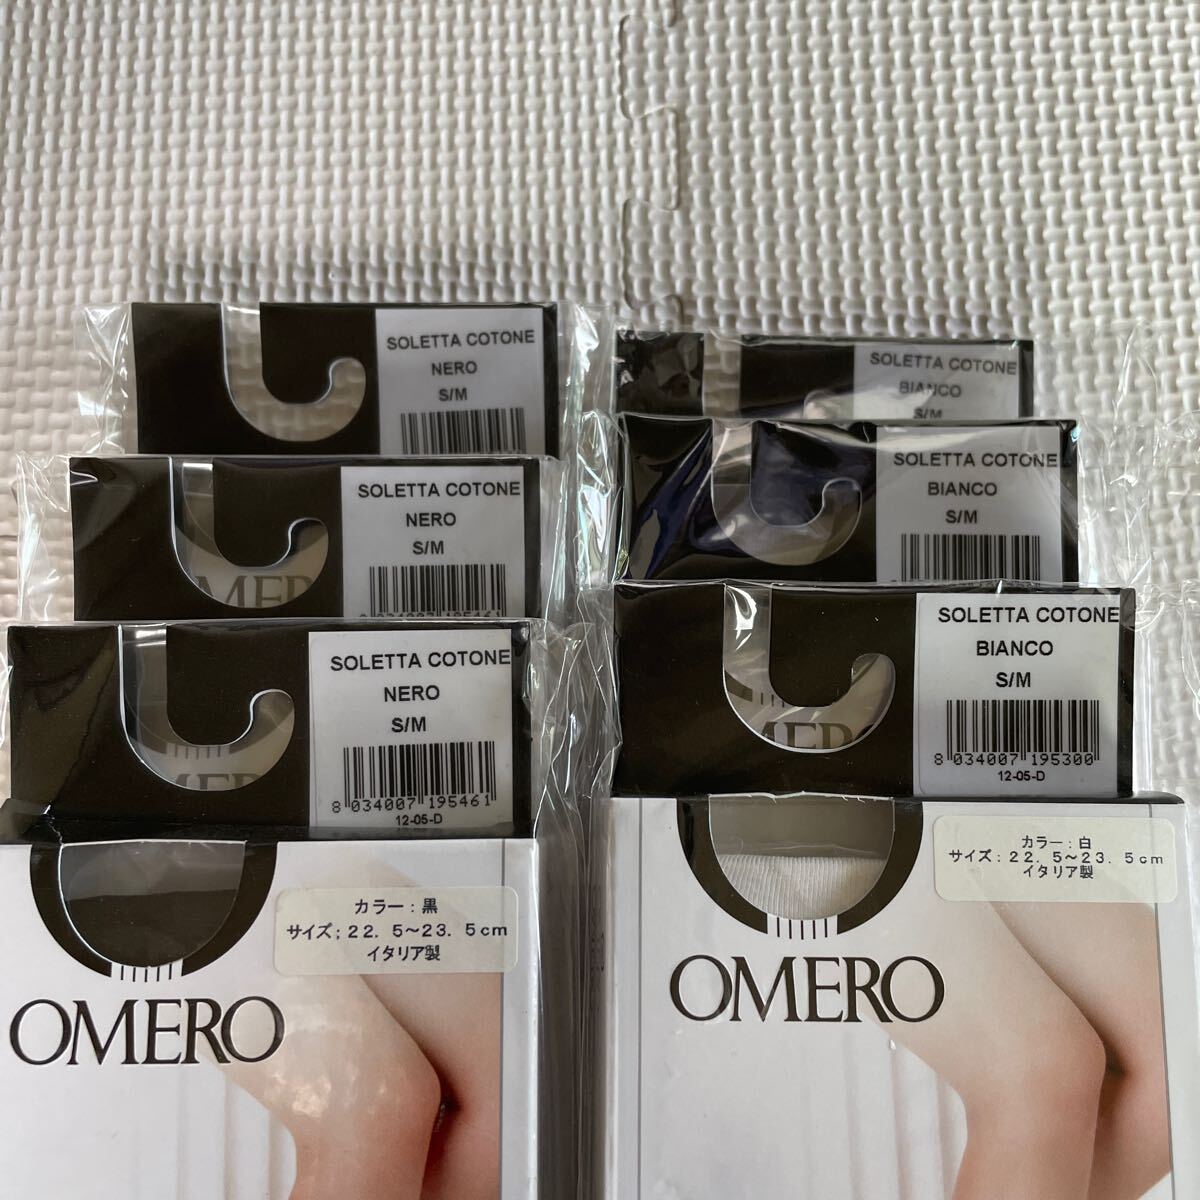 SOLETTA COTONE
NERO
S/M
SOLETTA COTONE
NERO
S/M
8 034007 195461
SOLETTA COTONE
NERO
S/M
8 034007 195461
12-05-D
カラー：黒
サイズ；２２．５～２３．５ｃｍ
イタリア製
OMERO
SOLETTA COTONE
BIANCO
S/M
SOLETTA COTONE
BIANCO
S/M
SOLETTA COTONE
BIANCO
S/M
8 034007 195300
12-05-D
カラー：白
サイズ：２２．５～２３．５ｃｍ
イタリア製
OMERO